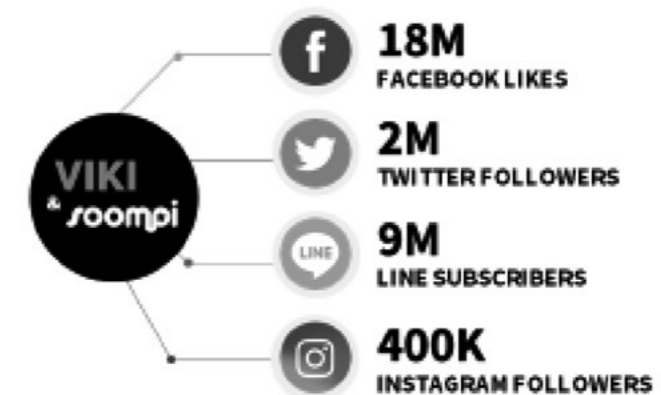 VIKI
& soompi
18M
FACEBOOK LIKES
2M
TWITTER FOLLOWERS
LINE
9M
LINE SUBSCRIBERS
400K
INSTAGRAM FOLLOWERS